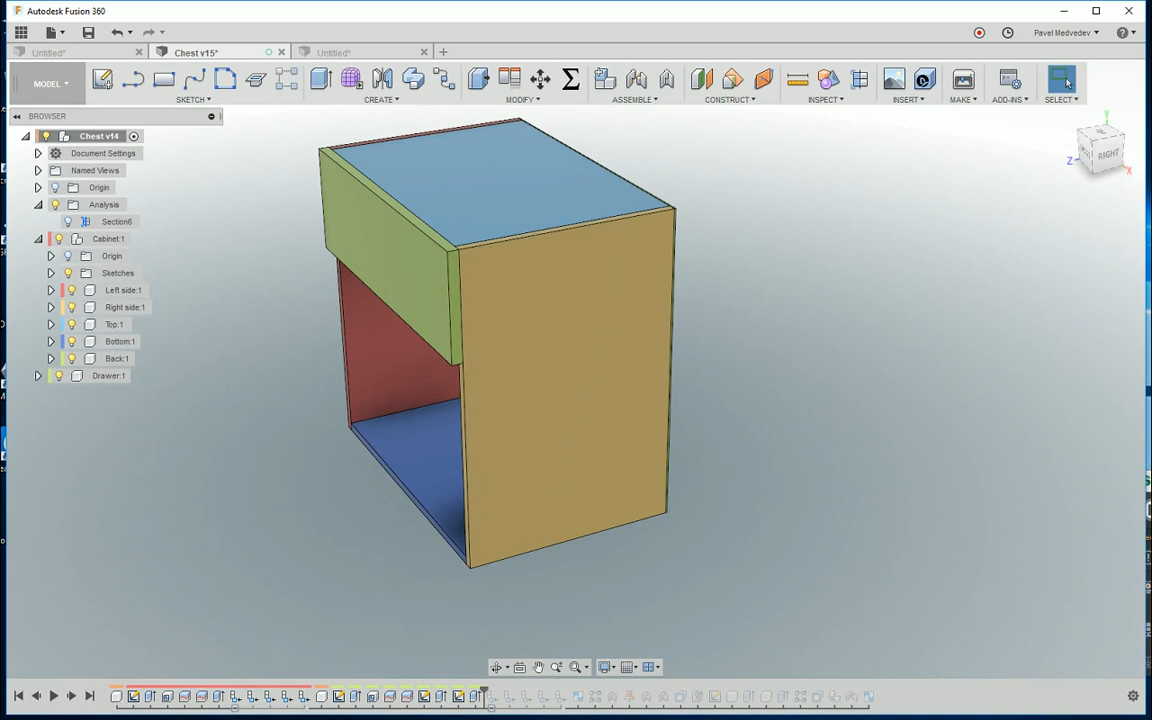 Autodesk Fusion 360
Pavel Medvedev
Untitled*
Chest v15*
Untitled*
MODEL
SKETCH
CREATE
MODIFY
ASSEMBLE
CONSTRUCT
INSPECT
INSERT
MAKE
ADD-INS
SELECT
BROWSER
Chest v14
Document Settings
Named Views
Origin
Analysis
Section6
Cabinet:1
Origin
Sketches
Left side:1
Right side:1
Top:1
Bottom:1
Back:1
Drawer:1
Y
RIGHT
Z
X